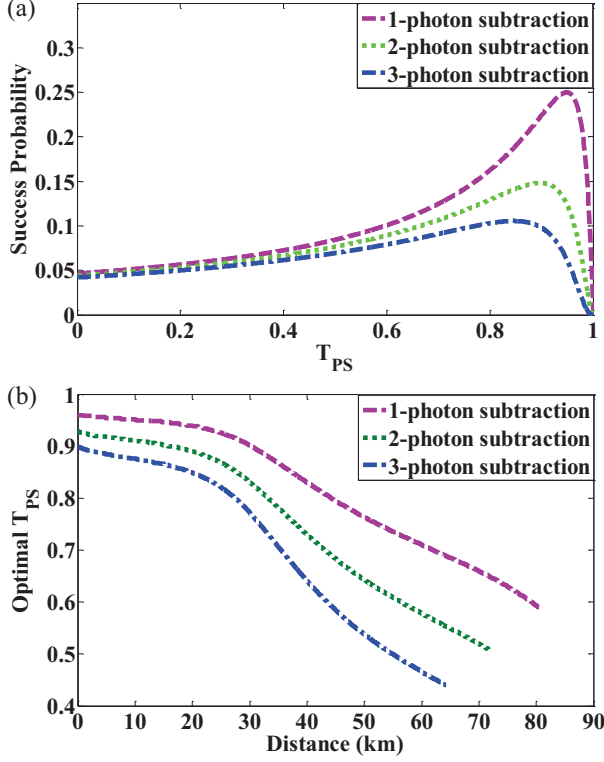 (a)
1-photon subtraction
2-photon subtraction
3-photon subtraction
0.25
0.2
0.15
0.1
0.05
0
Success Probability
0 0.2 0.4 0.6 0.8 1
T_PS
(b)
1-photon subtraction
2-photon subtraction
3-photon subtraction
1
0.9
0.8
0.7
0.6
0.5
0.4
Optimal T_PS
0 10 20 30 40 50 60 70 80 90
Distance (km)